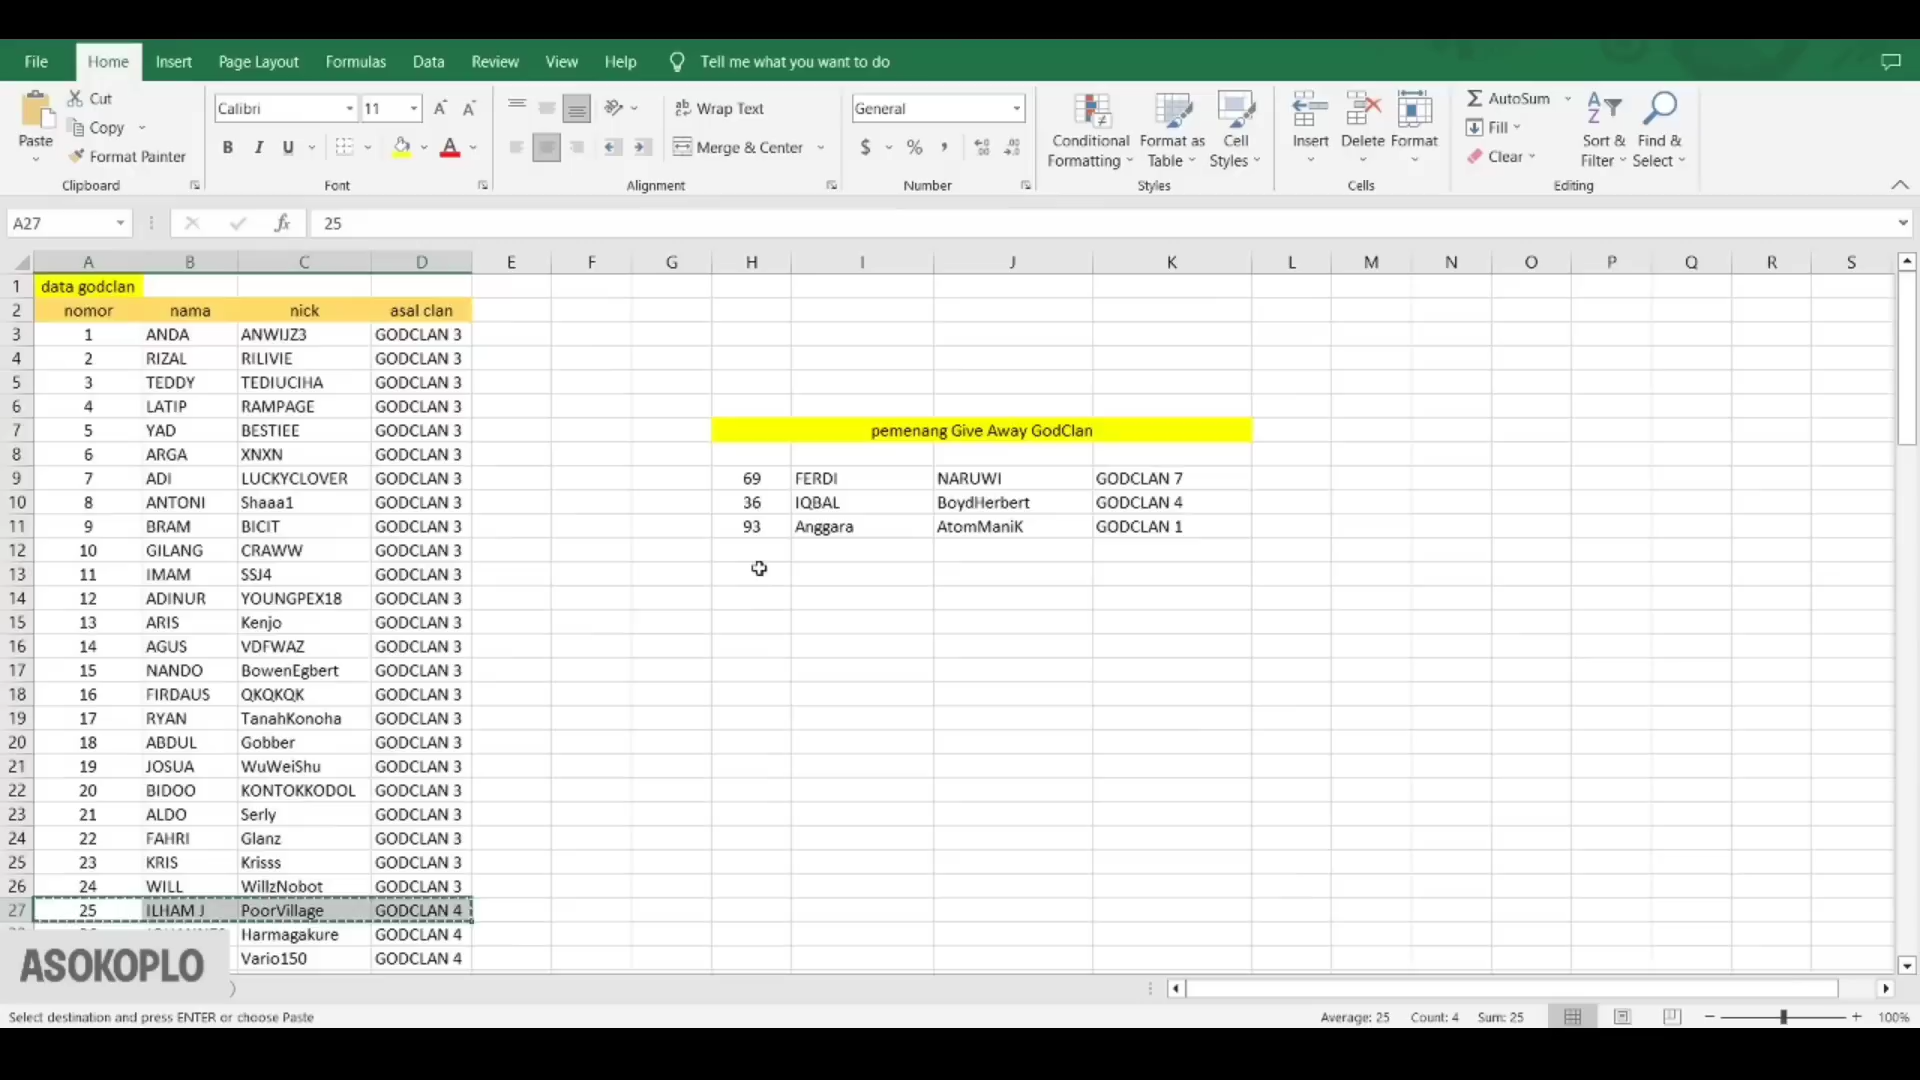 File Home Insert Page Layout Formulas Data Review View Help Tell me what you want to do
Paste
Cut
Copy
Format Painter
Clipboard
Calibri 11
B I U
Font
Wrap Text
Merge & Center
Alignment
General
$ % ,
Number
Conditional Formatting
Format as Table
Cell Styles
Styles
Insert
Delete
Format
Cells
AutoSum
Fill
Clear
Sort & Filter
Find & Select
Editing
A27 fx 25
A B C D E F G H I J K L M N O P Q R S
1 data godclan
2 nomor nama nick asal clan
3 1 ANDA ANWIJZ3 GODCLAN 3
4 2 RIZAL RILIVIE GODCLAN 3
5 3 TEDDY TEDIUCIHA GODCLAN 3
6 4 LATIP RAMPAGE GODCLAN 3
7 5 YAD BESTIEE GODCLAN 3 pemenang Give Away GodClan
8 6 ARGA XNXN GODCLAN 3
9 7 ADI LUCKYCLOVER GODCLAN 3 69 FERDI NARUWI GODCLAN 7
10 8 ANTONI Shaaa1 GODCLAN 3 36 IQBAL BoydHerbert GODCLAN 4
11 9 BRAM BICIT GODCLAN 3 93 Anggara AtomManiK GODCLAN 1
12 10 GILANG CRAWW GODCLAN 3
13 11 IMAM SSJ4 GODCLAN 3
14 12 ADINUR YOUNGPEX18 GODCLAN 3
15 13 ARIS Kenjo GODCLAN 3
16 14 AGUS VDFWAZ GODCLAN 3
17 15 NANDO BowenEgbert GODCLAN 3
18 16 FIRDAUS QKQKQK GODCLAN 3
19 17 RYAN TanahKonoha GODCLAN 3
20 18 ABDUL Gobber GODCLAN 3
21 19 JOSUA WuWeiShu GODCLAN 3
22 20 BIDOO KONTOKKODOL GODCLAN 3
23 21 ALDO Serly GODCLAN 3
24 22 FAHRI Glanz GODCLAN 3
25 23 KRIS Krisss GODCLAN 3
26 24 WILL WillzNobot GODCLAN 3
27 25 ILHAM J PoorVillage GODCLAN 4
Harmagakure GODCLAN 4
Vario150 GODCLAN 4
ASOKOPLO
Select destination and press ENTER or choose Paste Average: 25 Count: 4 Sum: 25 100%